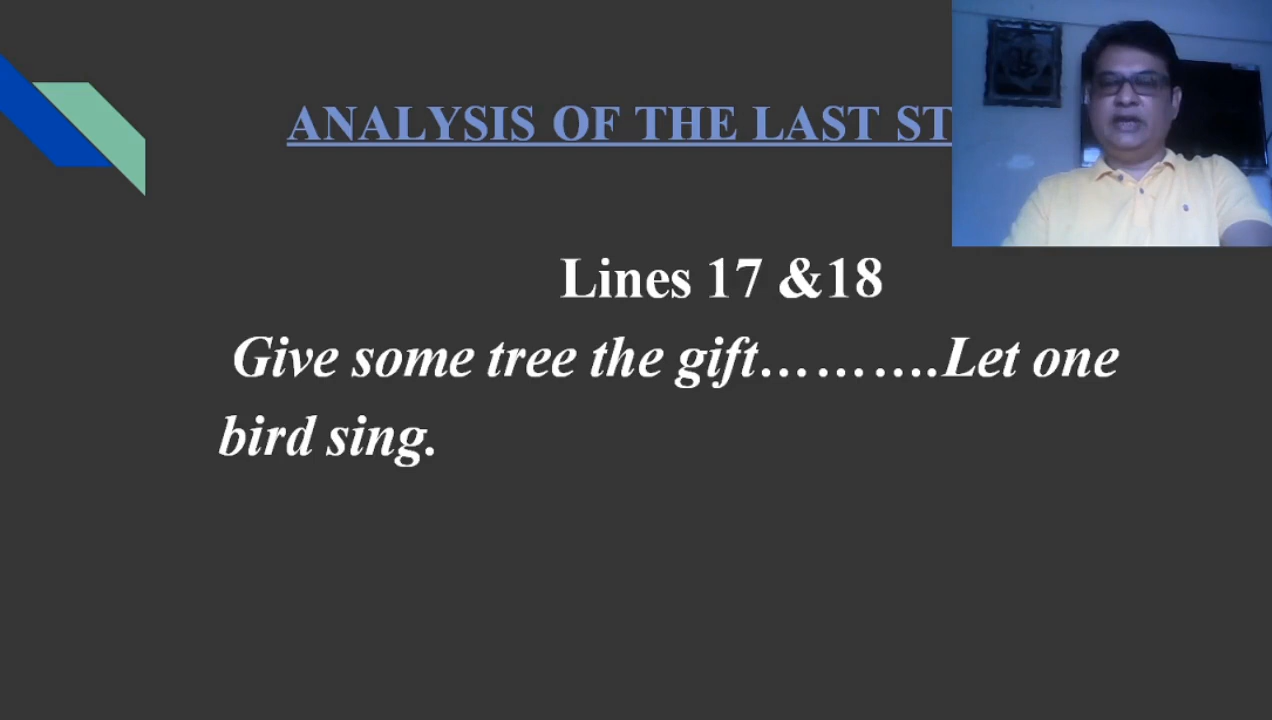 ANALYSIS OF THE LAST ST
Lines 17 &18
Give some tree the gift……….Let one
bird sing.